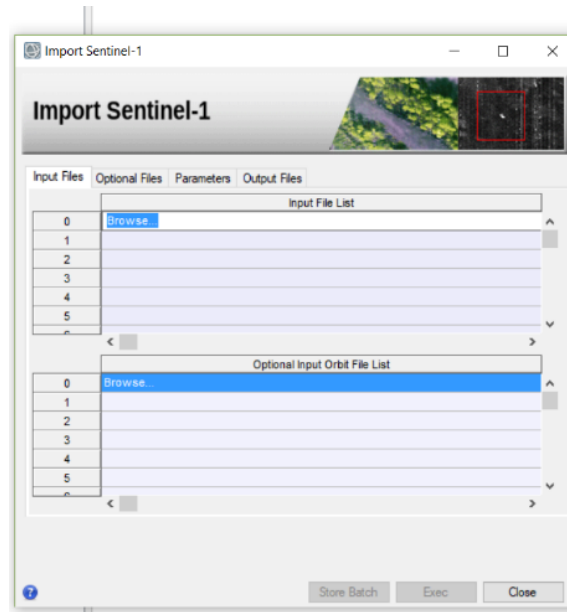 Import Sentinel-1
Import Sentinel-1
Input Files Optional Files Parameters Output Files
Input File List
0 Browse...
1
2
3
4
5
Optional Input Orbit File List
0 Browse...
1
2
3
4
5
? Store Batch Exec Close